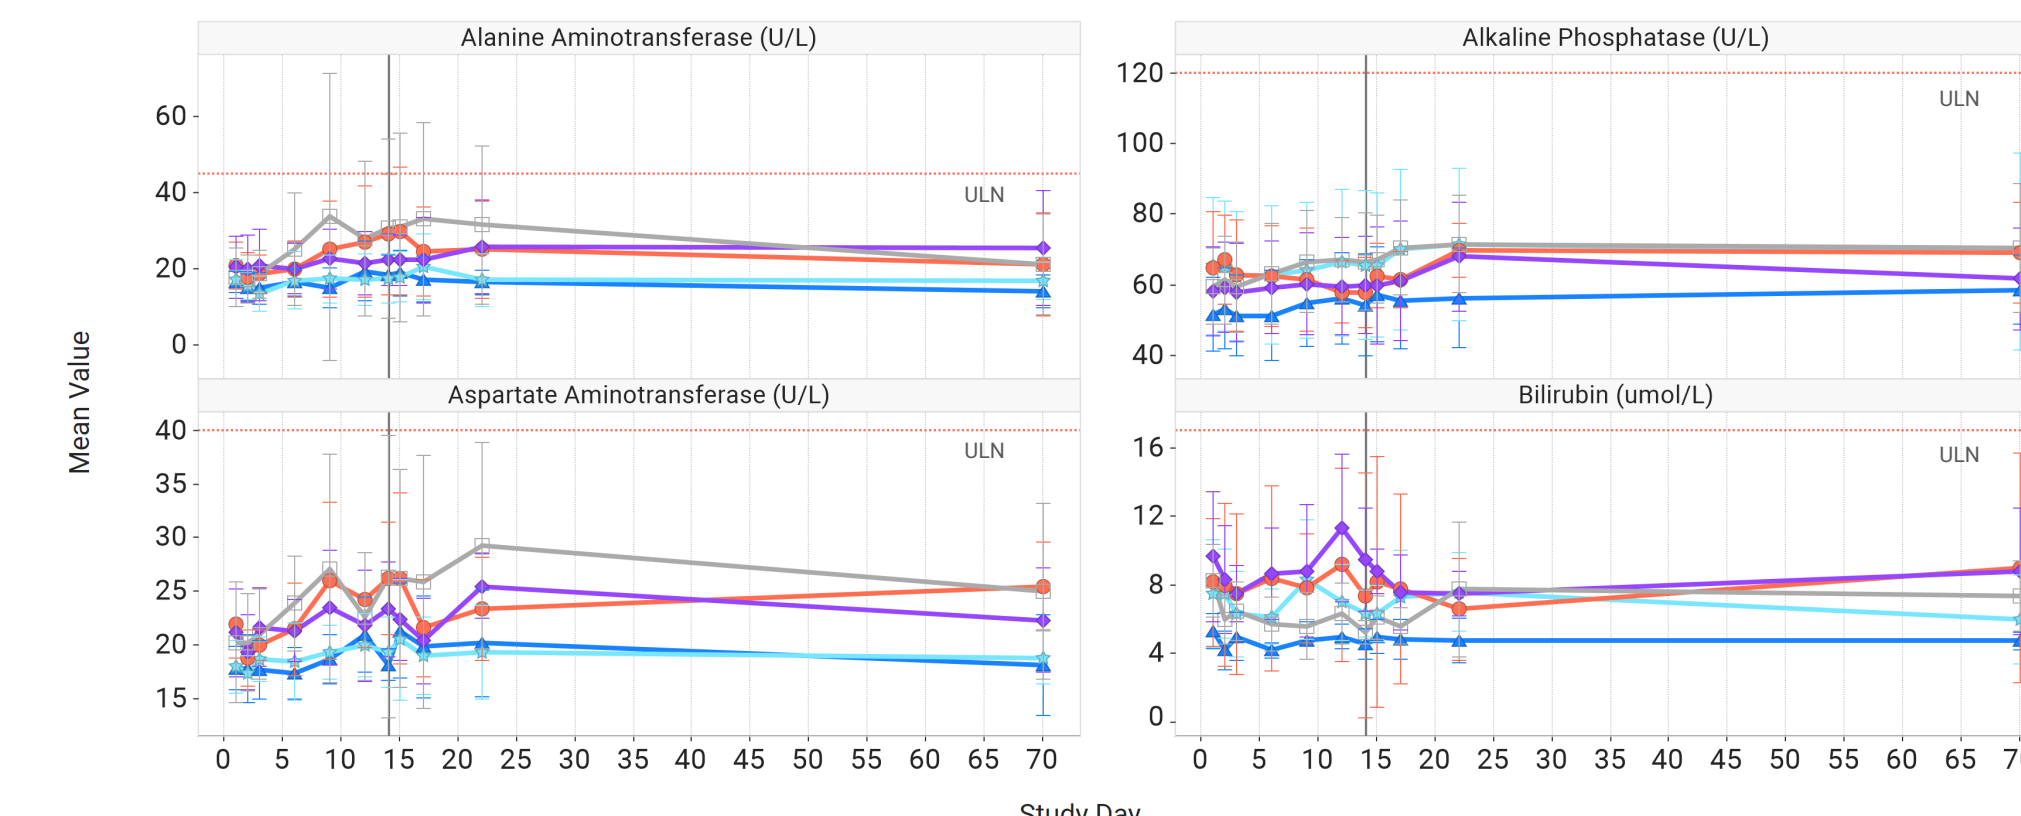 Alanine Aminotransferase (U/L)
Alkaline Phosphatase (U/L)
60
40
20
0
ULN
120
100
80
60
40
ULN
Mean Value
Aspartate Aminotransferase (U/L)
Bilirubin (umol/L)
40
35
30
25
20
15
ULN
16
12
8
4
0
ULN
0 5 10 15 20 25 30 35 40 45 50 55 60 65 70
0 5 10 15 20 25 30 35 40 45 50 55 60 65 7
Study Day